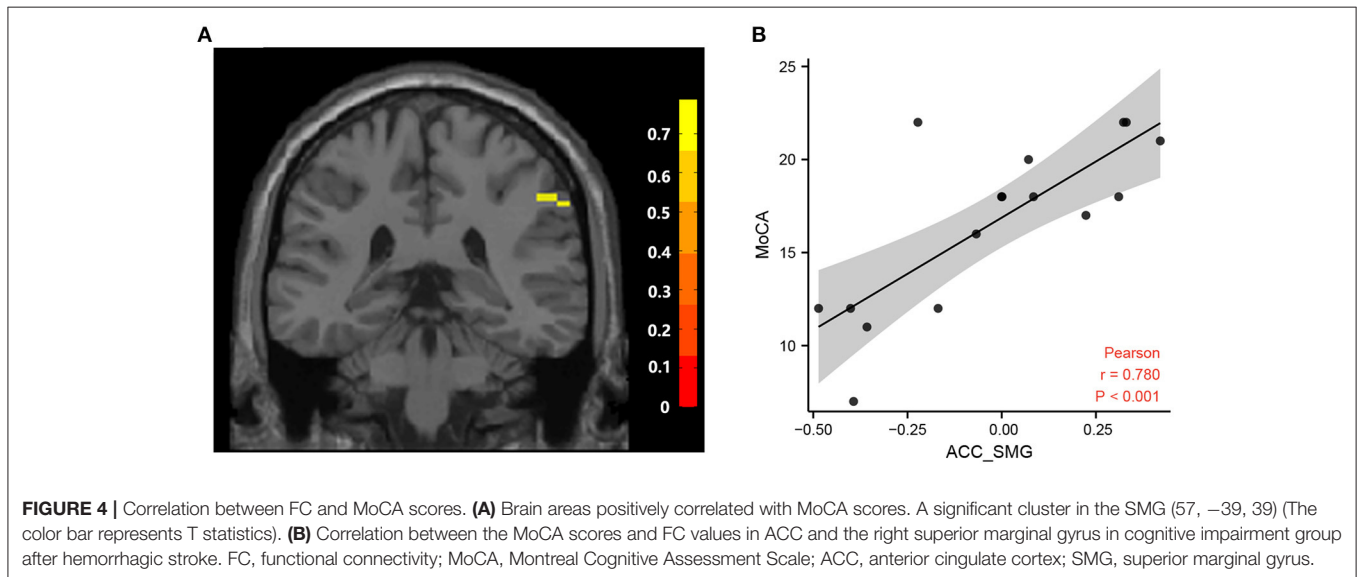 A
0.7
0.6
0.5
0.4
0.3
0.2
0.1
0
B
25
20
15
10
MoCA
Pearson
r = 0.780
P < 0.001
−0.50 −0.25 0.00 0.25
ACC_SMG
FIGURE 4 | Correlation between FC and MoCA scores. (A) Brain areas positively correlated with MoCA scores. A significant cluster in the SMG (57, −39, 39) (The
color bar represents T statistics). (B) Correlation between the MoCA scores and FC values in ACC and the right superior marginal gyrus in cognitive impairment group
after hemorrhagic stroke. FC, functional connectivity; MoCA, Montreal Cognitive Assessment Scale; ACC, anterior cingulate cortex; SMG, superior marginal gyrus.